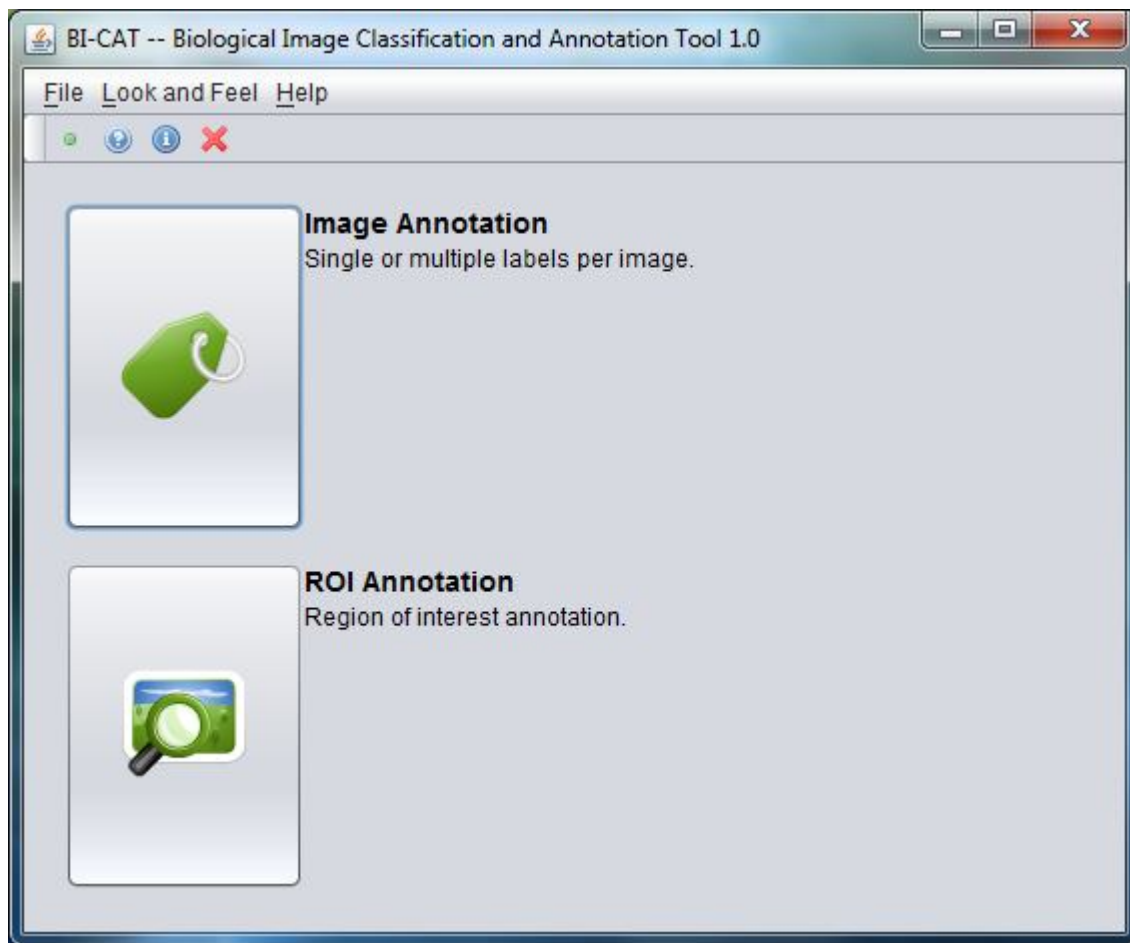 BI-CAT -- Biological Image Classification and Annotation Tool 1.0
File Look and Feel Help
Image Annotation
Single or multiple labels per image.
ROI Annotation
Region of interest annotation.